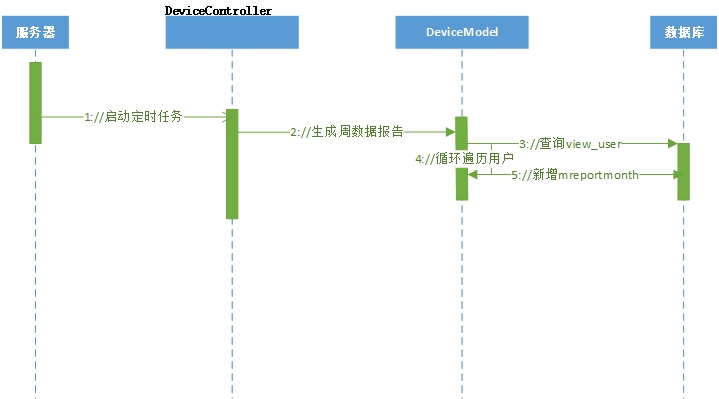 DeviceController
服务器
DeviceModel
数据库
1://启动定时任务
2://生成周数据报告
3://查询view_user
4://循环遍历用户
5://新增mreportmonth